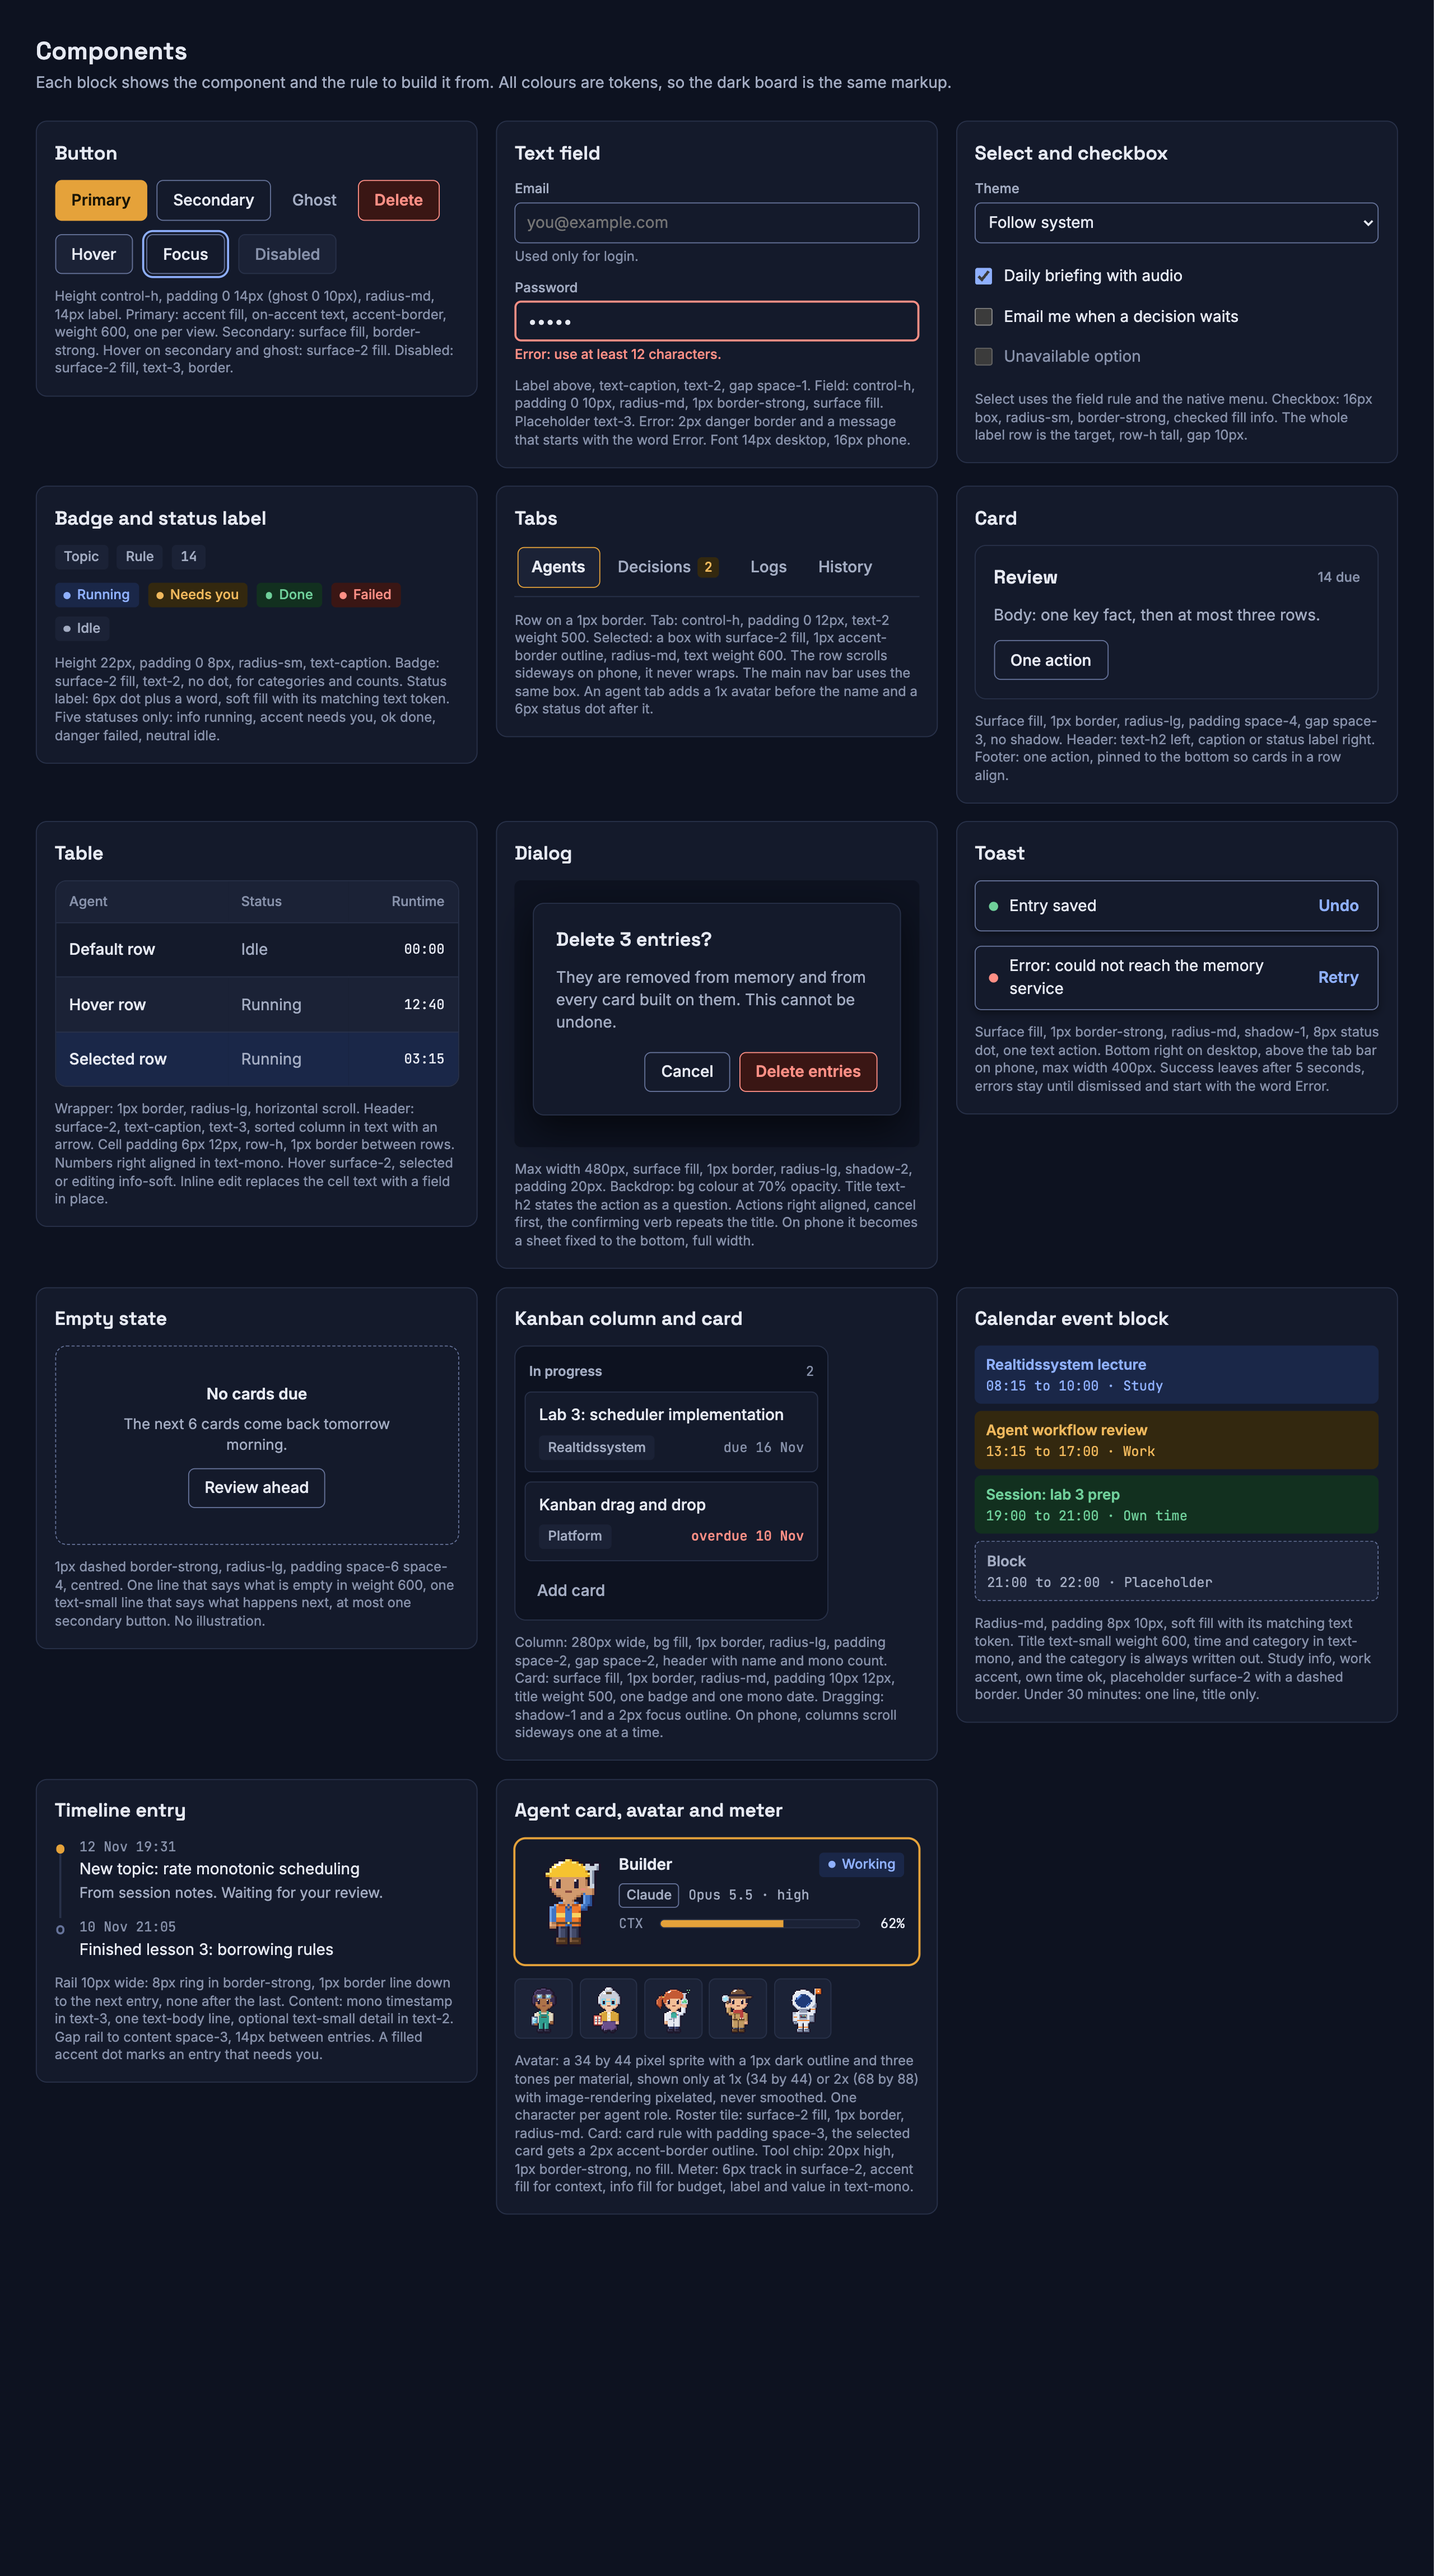 Components
Each block shows the component and the rule to build it from. All colours are tokens, so the dark board is the same markup.
Button
Primary
Secondary
Ghost
Delete
Hover
Focus
Disabled
Height control-h, padding 0 14px (ghost 0 10px), radius-md,
14px label. Primary: accent fill, on-accent text, accent-border,
weight 600, one per view. Secondary: surface fill, border-
strong. Hover on secondary and ghost: surface-2 fill. Disabled:
surface-2 fill, text-3, border.
Text field
Email
you@example.com
Used only for login.
Password
•••••
Error: use at least 12 characters.
Label above, text-caption, text-2, gap space-1. Field: control-h,
padding 0 10px, radius-md, 1px border-strong, surface fill.
Placeholder text-3. Error: 2px danger border and a message
that starts with the word Error. Font 14px desktop, 16px phone.
Select and checkbox
Theme
Follow system
Daily briefing with audio
Email me when a decision waits
Unavailable option
Select uses the field rule and the native menu. Checkbox: 16px
box, radius-sm, border-strong, checked fill info. The whole
label row is the target, row-h tall, gap 10px.
Badge and status label
Topic
Rule
14
Running
Needs you
Done
Failed
Idle
Height 22px, padding 0 8px, radius-sm, text-caption. Badge:
surface-2 fill, text-2, no dot, for categories and counts. Status
label: 6px dot plus a word, soft fill with its matching text token.
Five statuses only: info running, accent needs you, ok done,
danger failed, neutral idle.
Tabs
Agents
Decisions 2
Logs
History
Row on a 1px border. Tab: control-h, padding 0 12px, text-2
weight 500. Selected: a box with surface-2 fill, 1px accent-
border outline, radius-md, text weight 600. The row scrolls
sideways on phone, it never wraps. The main nav bar uses the
same box. An agent tab adds a 1x avatar before the name and a
6px status dot after it.
Card
Review
14 due
Body: one key fact, then at most three rows.
One action
Surface fill, 1px border, radius-lg, padding space-4, gap space-
3, no shadow. Header: text-h2 left, caption or status label right.
Footer: one action, pinned to the bottom so cards in a row
align.
Table
Agent Status Runtime
Default row Idle 00:00
Hover row Running 12:40
Selected row Running 03:15
Wrapper: 1px border, radius-lg, horizontal scroll. Header:
surface-2, text-caption, text-3, sorted column in text with an
arrow. Cell padding 6px 12px, row-h, 1px border between rows.
Numbers right aligned in text-mono. Hover surface-2, selected
or editing info-soft. Inline edit replaces the cell text with a field
in place.
Dialog
Delete 3 entries?
They are removed from memory and from
every card built on them. This cannot be
undone.
Cancel
Delete entries
Max width 480px, surface fill, 1px border, radius-lg, shadow-2,
padding 20px. Backdrop: bg colour at 70% opacity. Title text-
h2 states the action as a question. Actions right aligned, cancel
first, the confirming verb repeats the title. On phone it becomes
a sheet fixed to the bottom, full width.
Toast
Entry saved
Undo
Error: could not reach the memory
service
Retry
Surface fill, 1px border-strong, radius-md, shadow-1, 8px status
dot, one text action. Bottom right on desktop, above the tab bar
on phone, max width 400px. Success leaves after 5 seconds,
errors stay until dismissed and start with the word Error.
Empty state
No cards due
The next 6 cards come back tomorrow
morning.
Review ahead
1px dashed border-strong, radius-lg, padding space-6 space-
4, centred. One line that says what is empty in weight 600, one
text-small line that says what happens next, at most one
secondary button. No illustration.
Kanban column and card
In progress
2
Lab 3: scheduler implementation
Realtidssystem
due 16 Nov
Kanban drag and drop
Platform
overdue 10 Nov
Add card
Column: 280px wide, bg fill, 1px border, radius-lg, padding
space-2, gap space-2, header with name and mono count.
Card: surface fill, 1px border, radius-md, padding 10px 12px,
title weight 500, one badge and one mono date. Dragging:
shadow-1 and a 2px focus outline. On phone, columns scroll
sideways one at a time.
Calendar event block
Realtidssystem lecture
08:15 to 10:00 · Study
Agent workflow review
13:15 to 17:00 · Work
Session: lab 3 prep
19:00 to 21:00 · Own time
Block
21:00 to 22:00 · Placeholder
Radius-md, padding 8px 10px, soft fill with its matching text
token. Title text-small weight 600, time and category in text-
mono, and the category is always written out. Study info, work
accent, own time ok, placeholder surface-2 with a dashed
border. Under 30 minutes: one line, title only.
Timeline entry
12 Nov 19:31
New topic: rate monotonic scheduling
From session notes. Waiting for your review.
10 Nov 21:05
Finished lesson 3: borrowing rules
Rail 10px wide: 8px ring in border-strong, 1px border line down
to the next entry, none after the last. Content: mono timestamp
in text-3, one text-body line, optional text-small detail in text-2.
Gap rail to content space-3, 14px between entries. A filled
accent dot marks an entry that needs you.
Agent card, avatar and meter
Builder
Working
Claude
Opus 5.5 · high
CTX
62%
Avatar: a 34 by 44 pixel sprite with a 1px dark outline and three
tones per material, shown only at 1x (34 by 44) or 2x (68 by 88)
with image-rendering pixelated, never smoothed. One
character per agent role. Roster tile: surface-2 fill, 1px border,
radius-md. Card: card rule with padding space-3, the selected
card gets a 2px accent-border outline. Tool chip: 20px high,
1px border-strong, no fill. Meter: 6px track in surface-2, accent
fill for context, info fill for budget, label and value in text-mono.